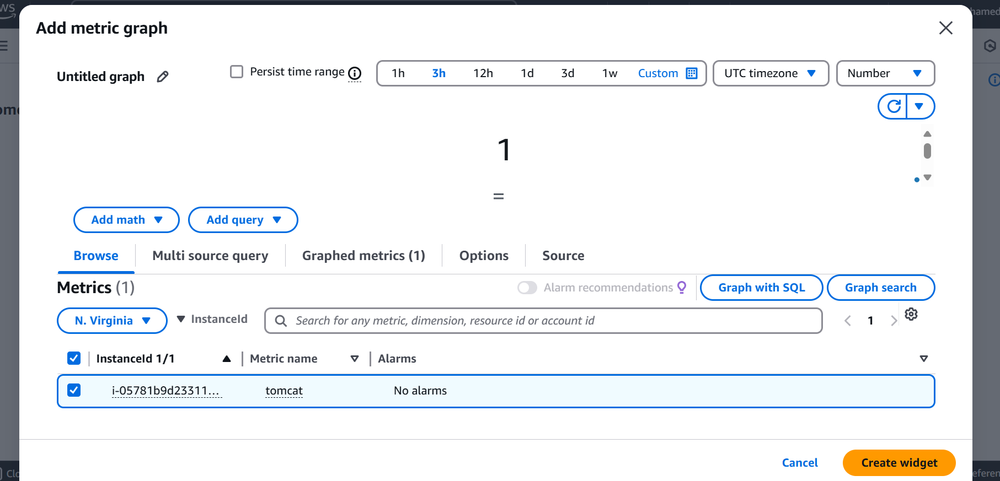 Add metric graph
Untitled graph
Persist time range
1h 3h 12h 1d 3d 1w Custom
UTC timezone
Number
1
Add math
Add query
Browse
Multi source query
Graphed metrics (1)
Options
Source
Metrics (1)
Alarm recommendations
Graph with SQL
Graph search
N. Virginia
InstanceId
Search for any metric, dimension, resource id or account id
1
InstanceId 1/1
Metric name
Alarms
i-05781b9d23311...
tomcat
No alarms
Cancel
Create widget